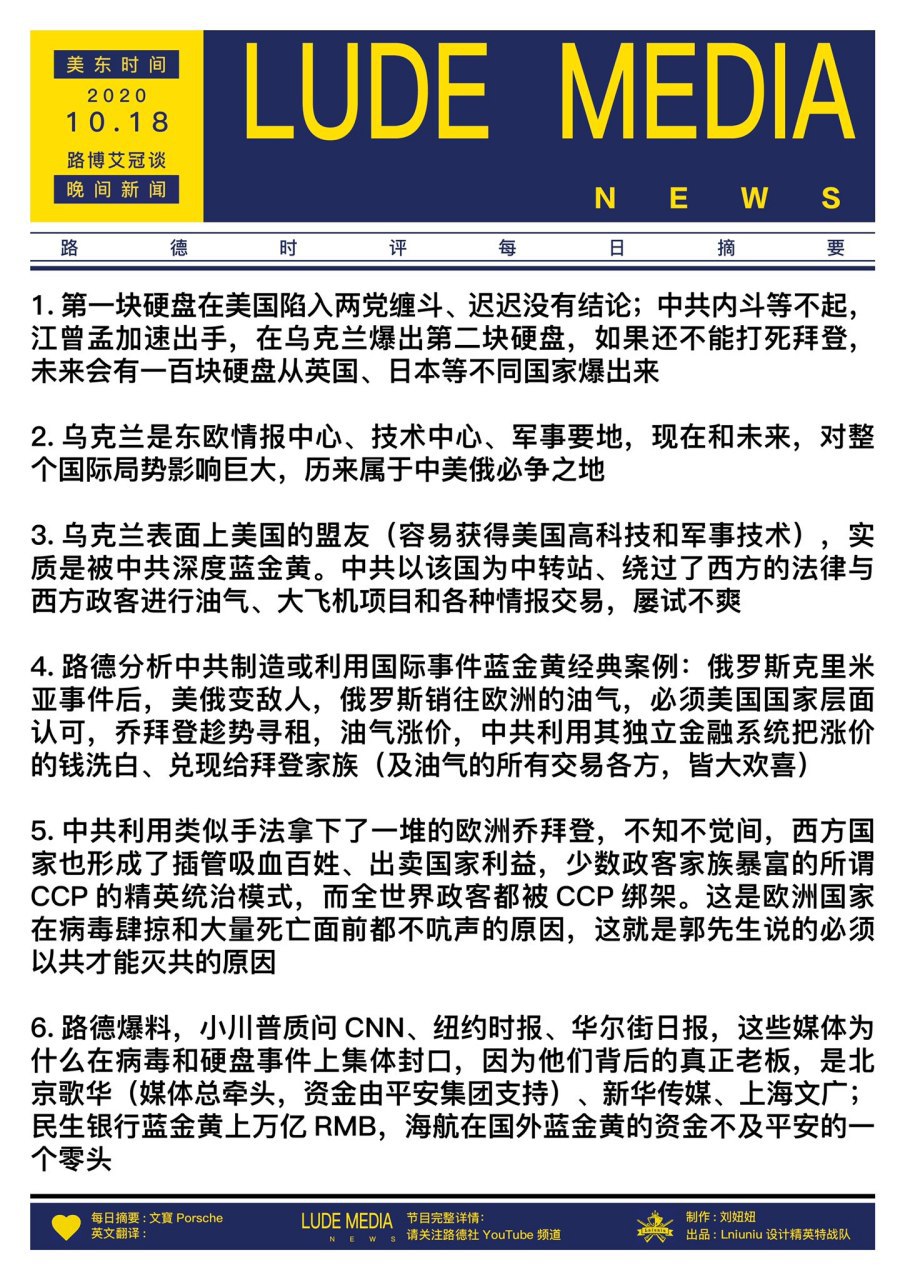 美东时间
2020
10.18
路博艾冠谈
晚间新闻
LUDE MEDIA
NEWS
路德时评每日摘要
1. 第一块硬盘在美国陷入两党缠斗、迟迟没有结论；中共内斗等不起，
江曾孟加速出手，在乌克兰爆出第二块硬盘，如果还不能打死拜登，
未来会有一百块硬盘从英国、日本等不同国家爆出来
2. 乌克兰是东欧情报中心、技术中心、军事要地，现在和未来，对整
个国际局势影响巨大，历来属于中美俄必争之地
3. 乌克兰表面上美国的盟友（容易获得美国高科技和军事技术），实
质是被中共深度蓝金黄。中共以该国为中转站、绕过了西方的法律与
西方政客进行油气、大飞机项目和各种情报交易，屡试不爽
4. 路德分析中共制造或利用国际事件蓝金黄经典案例：俄罗斯克里米
亚事件后，美俄变敌人，俄罗斯销往欧洲的油气，必须美国国家层面
认可，乔拜登趁势寻租，油气涨价，中共利用其独立金融系统把涨价
的钱洗白、兑现给拜登家族（及油气的所有交易各方，皆大欢喜）
5. 中共利用类似手法拿下了一堆的欧洲乔拜登，不知不觉间，西方国
家也形成了插管吸血百姓、出卖国家利益，少数政客家族暴富的所谓
CCP 的精英统治模式，而全世界政客都被 CCP 绑架。这是欧洲国家
在病毒肆掠和大量死亡面前都不吭声的原因，这就是郭先生说的必须
以共才能灭共的原因
6. 路德爆料，小川普质问 CNN、纽约时报、华尔街日报，这些媒体为
什么在病毒和硬盘事件上集体封口，因为他们背后的真正老板，是北
京歌华（媒体总牵头，资金由平安集团支持）、新华传媒、上海文广；
民生银行蓝金黄上万亿 RMB，海航在国外蓝金黄的资金不及平安的一
个零头
每日摘要 : 文寶 Porsche
英文翻译 :
LUDE MEDIA
NEWS
节目完整详情：
请关注路德社 YouTube 频道
制作 : 刘妞妞
出品 : Lniuniu 设计精英特战队